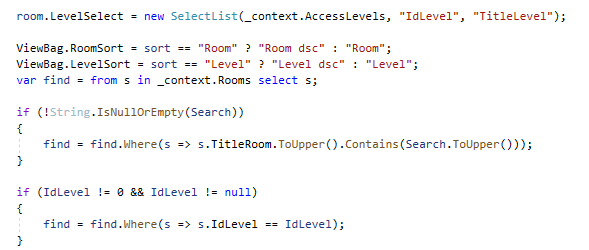 room.LevelSelect = new SelectList(_context.AccessLevels, "IdLevel", "TitleLevel");
ViewBag.RoomSort = sort == "Room" ? "Room dsc" : "Room";
ViewBag.LevelSort = sort == "Level" ? "Level dsc" : "Level";
var find = from s in _context.Rooms select s;
if (!String.IsNullOrEmpty(Search))
{
find = find.Where(s => s.TitleRoom.ToUpper().Contains(Search.ToUpper()));
}
if (IdLevel != 0 && IdLevel != null)
{
find = find.Where(s => s.IdLevel == IdLevel);
}